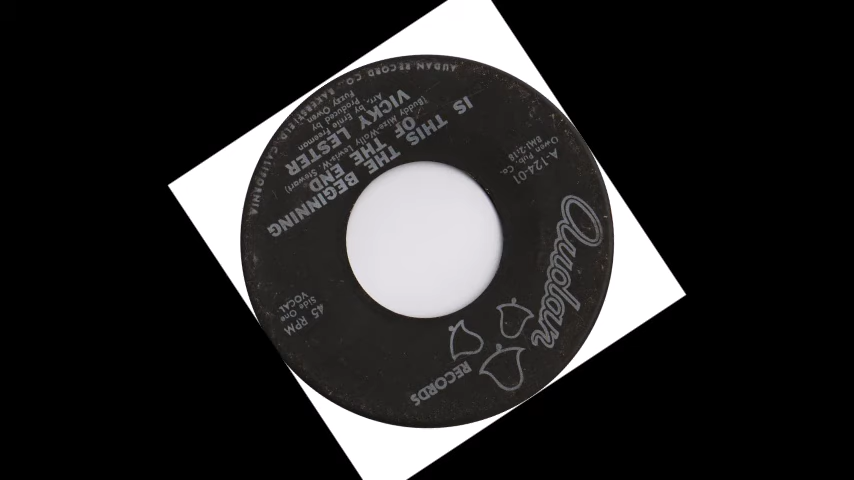 Audan
RECORDS
A-124-01
Owen Pub. Co.
BMI-2:18
45 RPM
Side One
VOCAL
IS THIS THE BEGINNING
OF THE END
(Buddy Mize-Wally Lewis-W. Stewart)
VICKY LESTER
Arr. by Ernie Freeman
Produced by
Fuzzy Owen
AUDAN RECORD CO., BAKERSFIELD, CALIFORNIA